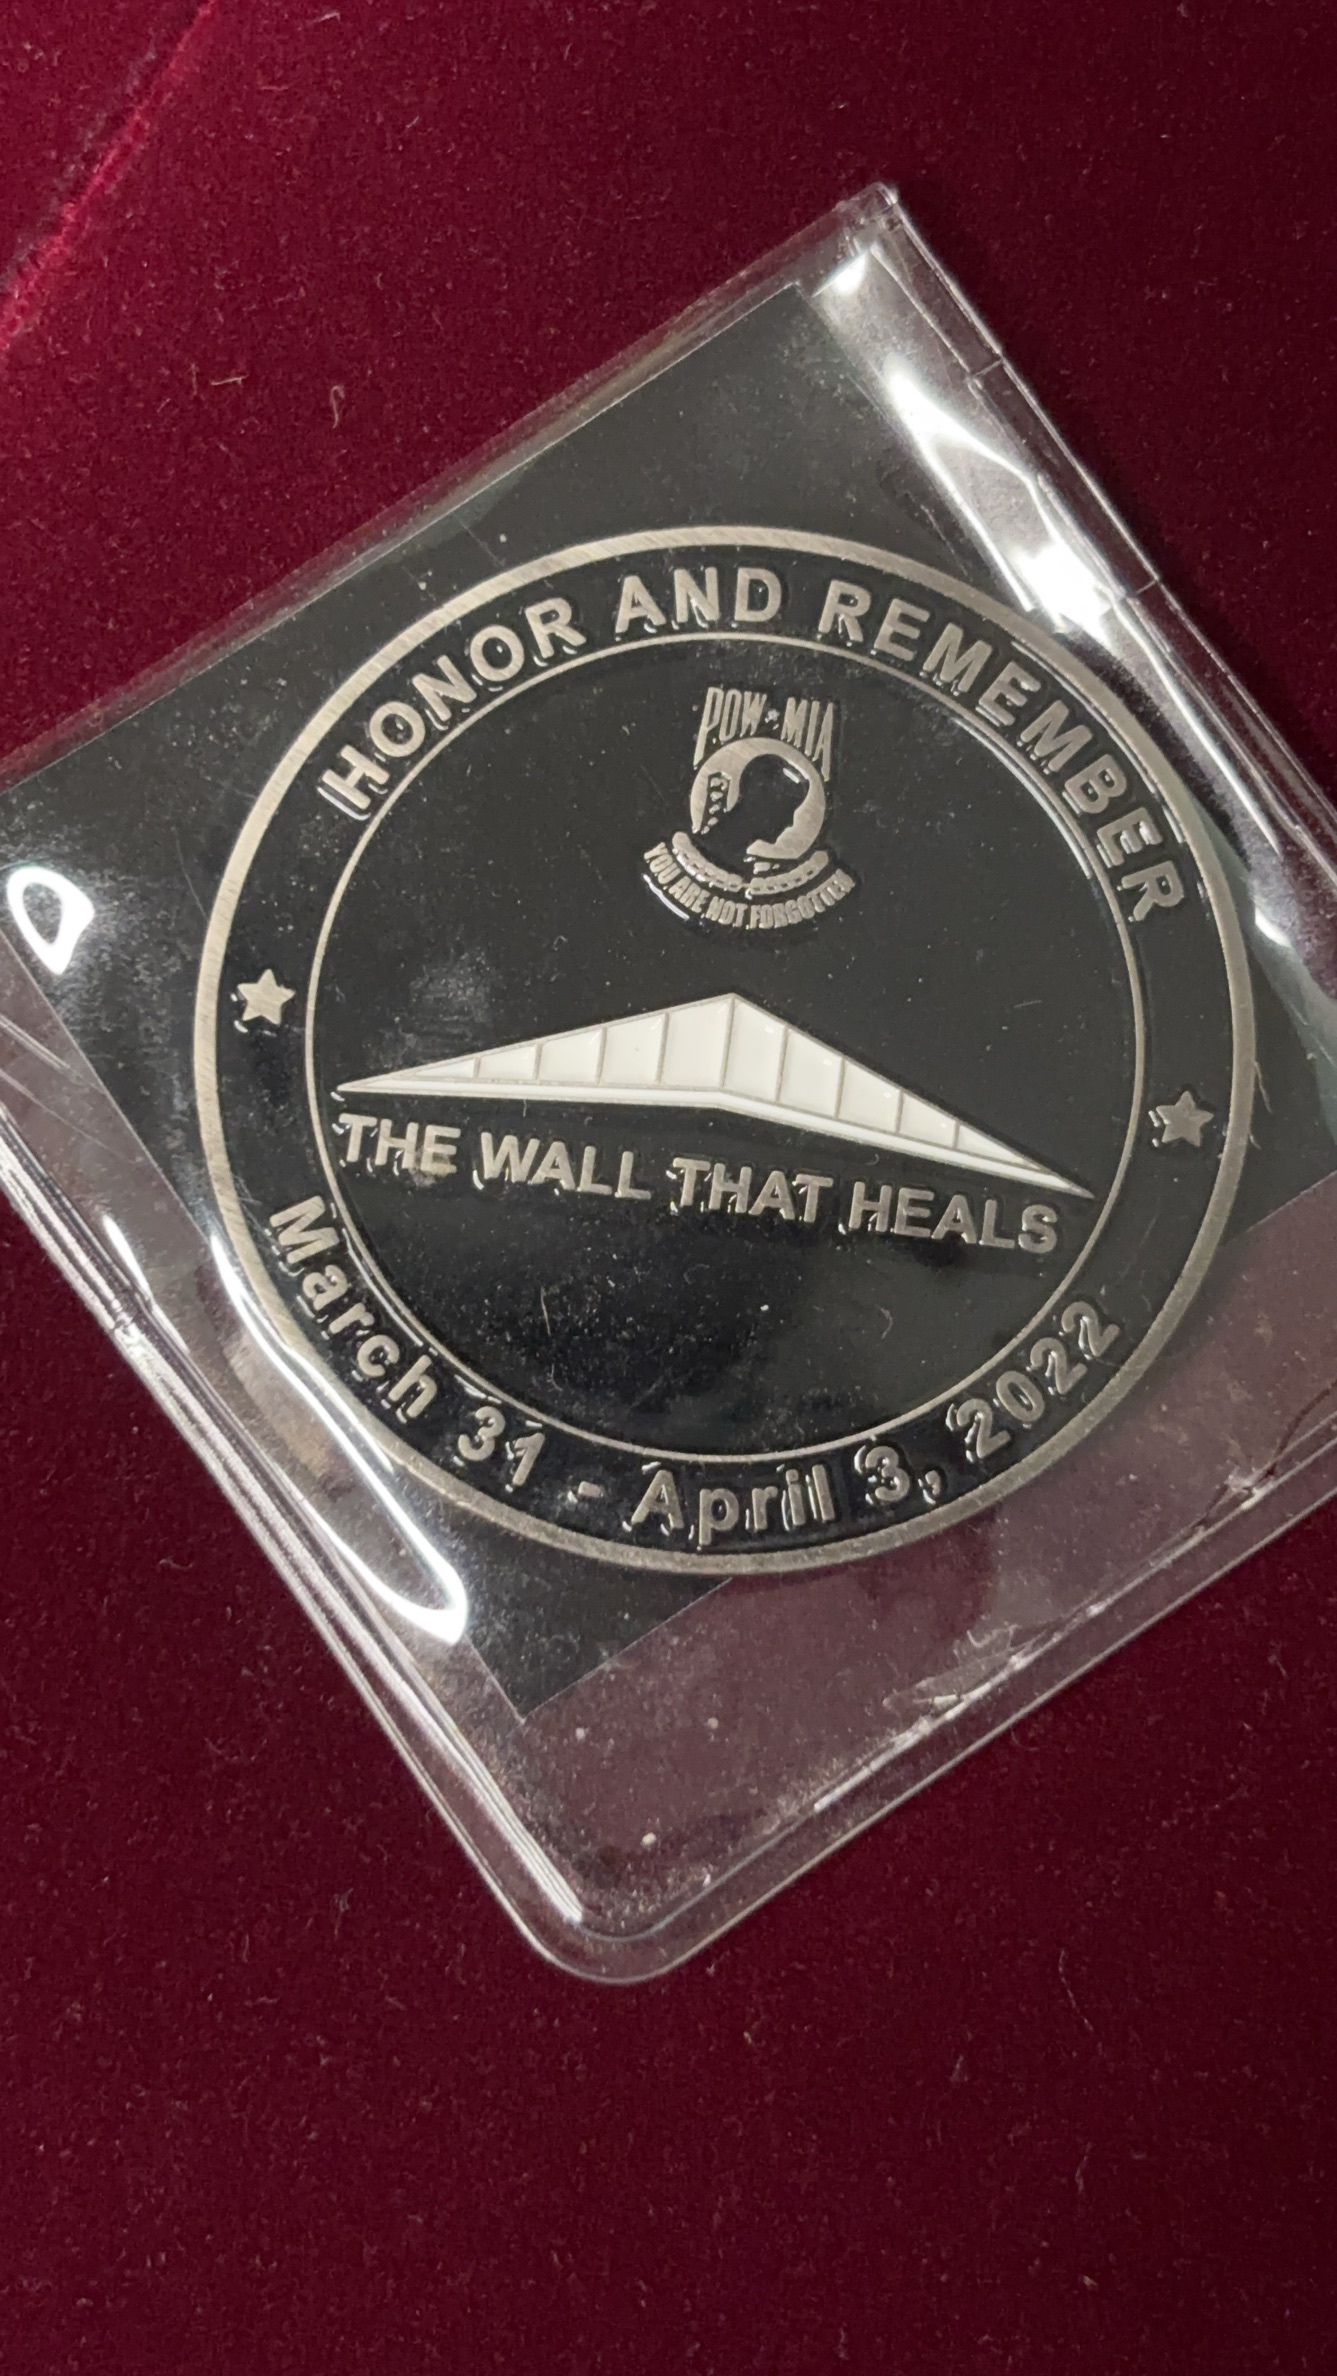 HONOR AND REMEMBER
POW★MIA
YOU ARE NOT FORGOTTEN
THE WALL THAT HEALS
March 31 - April 3, 2022